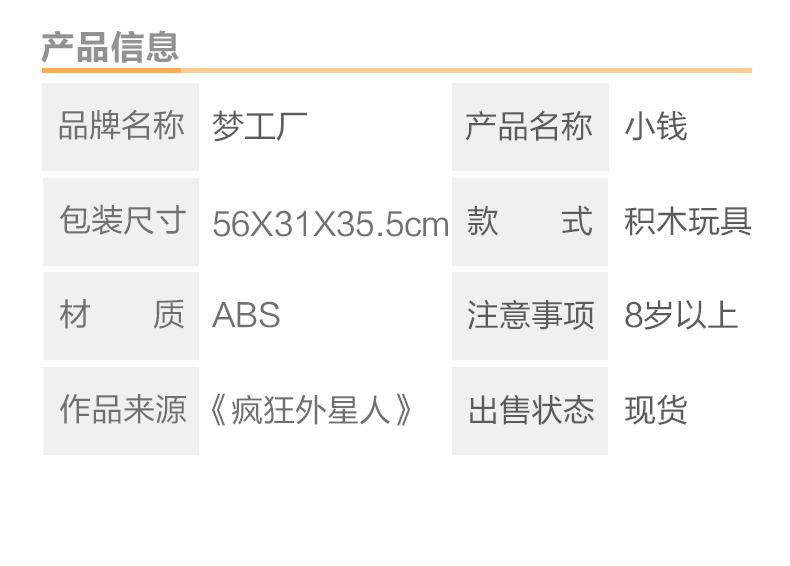 产品信息
品牌名称 梦工厂 产品名称 小钱
包装尺寸 56X31X35.5cm 款 式 积木玩具
材 质 ABS 注意事项 8岁以上
作品来源 《疯狂外星人》 出售状态 现货